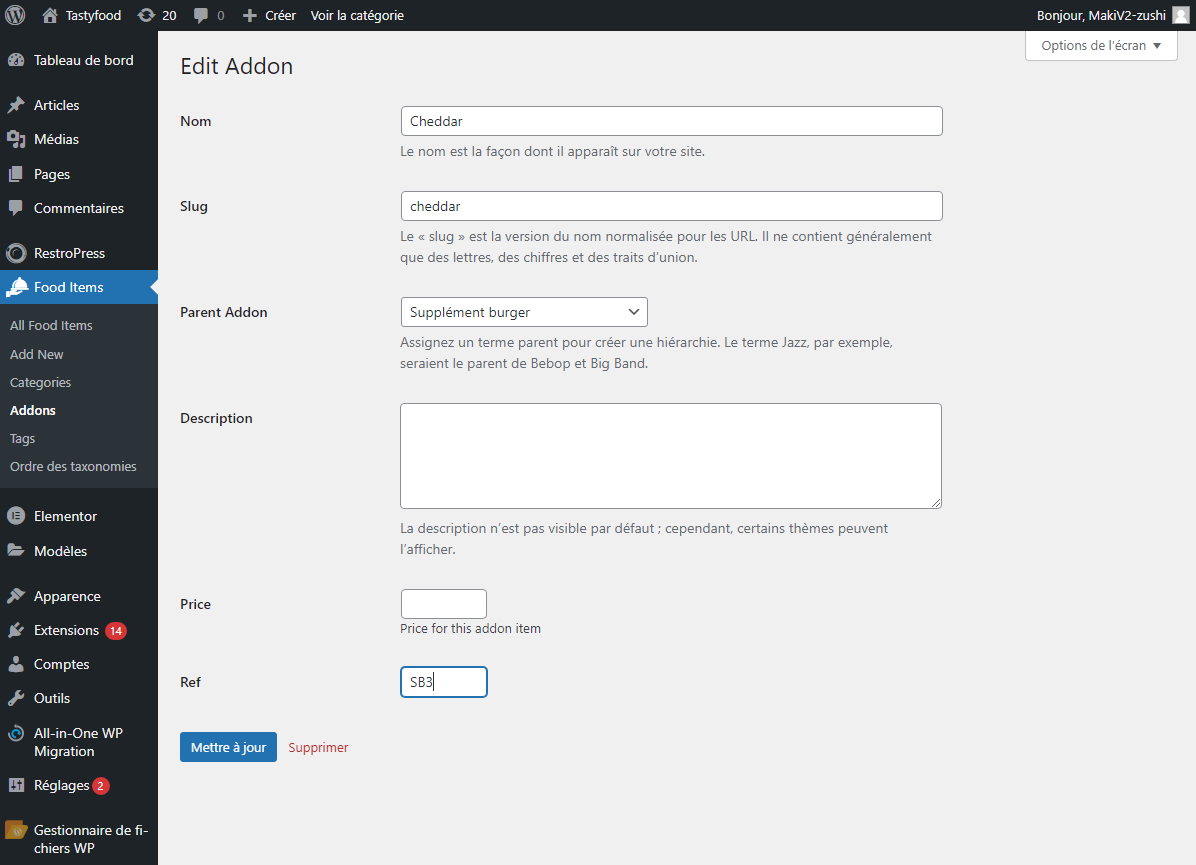 Tastyfood 20 0 Créer Voir la catégorie Bonjour, MakiV2-zushi
Options de l’écran ▼
Tableau de bord
Articles
Médias
Pages
Commentaires
RestroPress
Food Items
All Food Items
Add New
Categories
Addons
Tags
Ordre des taxonomies
Elementor
Modèles
Apparence
Extensions 14
Comptes
Outils
All-in-One WP
Migration
Réglages 2
Gestionnaire de fi-
chiers WP
Edit Addon
Nom
Cheddar
Le nom est la façon dont il apparaît sur votre site.
Slug
cheddar
Le « slug » est la version du nom normalisée pour les URL. Il ne contient généralement
que des lettres, des chiffres et des traits d’union.
Parent Addon
Supplément burger
Assignez un terme parent pour créer une hiérarchie. Le terme Jazz, par exemple,
seraient le parent de Bebop et Big Band.
Description
La description n’est pas visible par défaut ; cependant, certains thèmes peuvent
l’afficher.
Price
Price for this addon item
Ref
SB3
Mettre à jour Supprimer